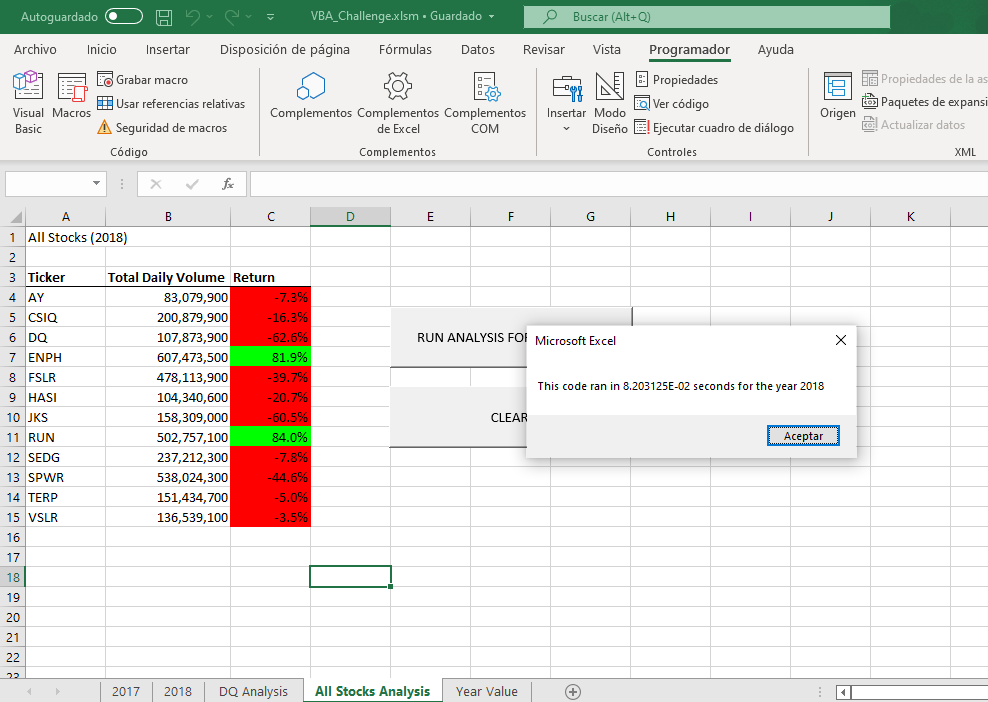 Autoguardado VBA_Challenge.xlsm • Guardado Buscar (Alt+Q)
Archivo Inicio Insertar Disposición de página Fórmulas Datos Revisar Vista Programador Ayuda
Visual Basic
Macros
Grabar macro
Usar referencias relativas
Seguridad de macros
Código
Complementos
Complementos de Excel
Complementos COM
Complementos
Insertar
Modo Diseño
Propiedades
Ver código
Ejecutar cuadro de diálogo
Controles
Origen
Propiedades de la as
Paquetes de expansi
Actualizar datos
XML
fx
A B C D E F G H I J K
1 All Stocks (2018)
2
3 Ticker Total Daily Volume Return
4 AY 83,079,900 -7.3%
5 CSIQ 200,879,900 -16.3%
6 DQ 107,873,900 -62.6%
7 ENPH 607,473,500 81.9%
8 FSLR 478,113,900 -39.7%
9 HASI 104,340,600 -20.7%
10 JKS 158,309,000 -60.5%
11 RUN 502,757,100 84.0%
12 SEDG 237,212,300 -7.8%
13 SPWR 538,024,300 -44.6%
14 TERP 151,434,700 -5.0%
15 VSLR 136,539,100 -3.5%
16
17
18
19
20
21
22
23
RUN ANALYSIS FOR
CLEAR
Microsoft Excel
This code ran in 8.203125E-02 seconds for the year 2018
Aceptar
2017 2018 DQ Analysis All Stocks Analysis Year Value